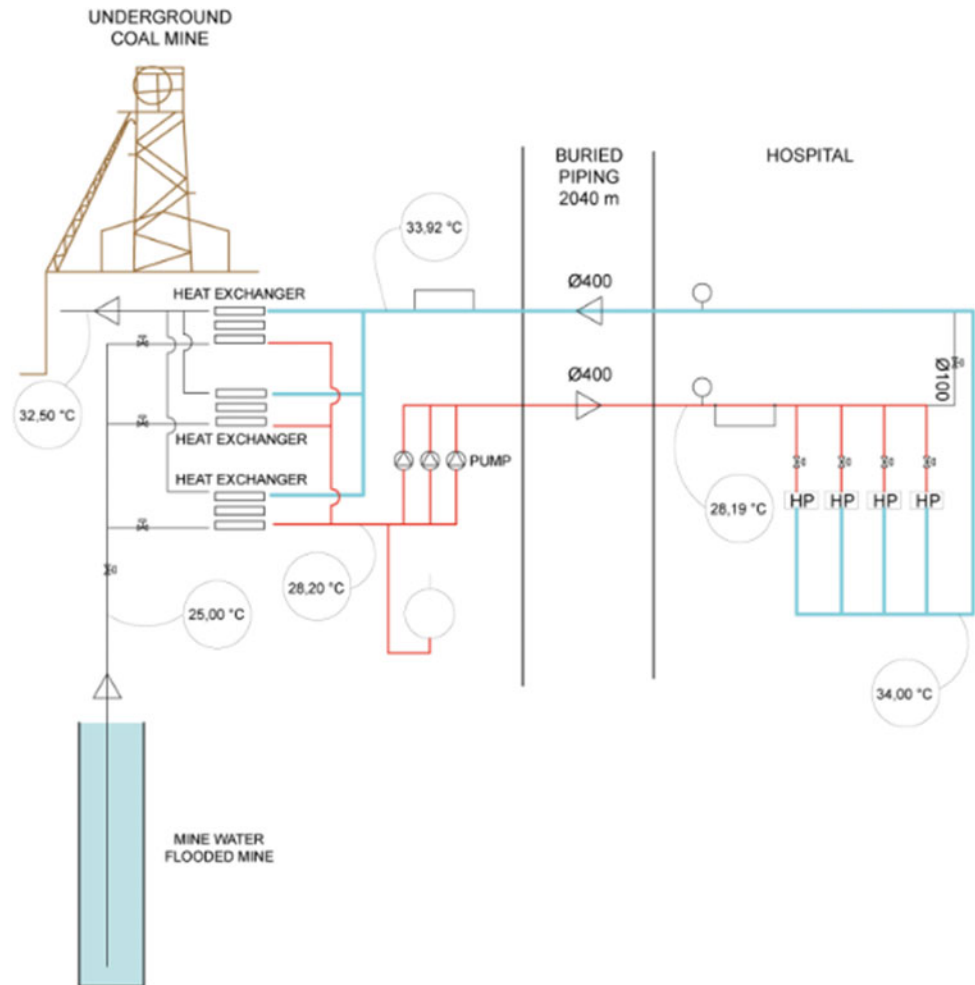 UNDERGROUND
COAL MINE
BURIED
PIPING
2040 m
HOSPITAL
33,92 °C
HEAT EXCHANGER
Ø400
Ø400
Ø100
32,50 °C
HEAT EXCHANGER
PUMP
HEAT EXCHANGER
28,19 °C
HP
HP
HP
HP
28,20 °C
25,00 °C
34,00 °C
MINE WATER
FLOODED MINE